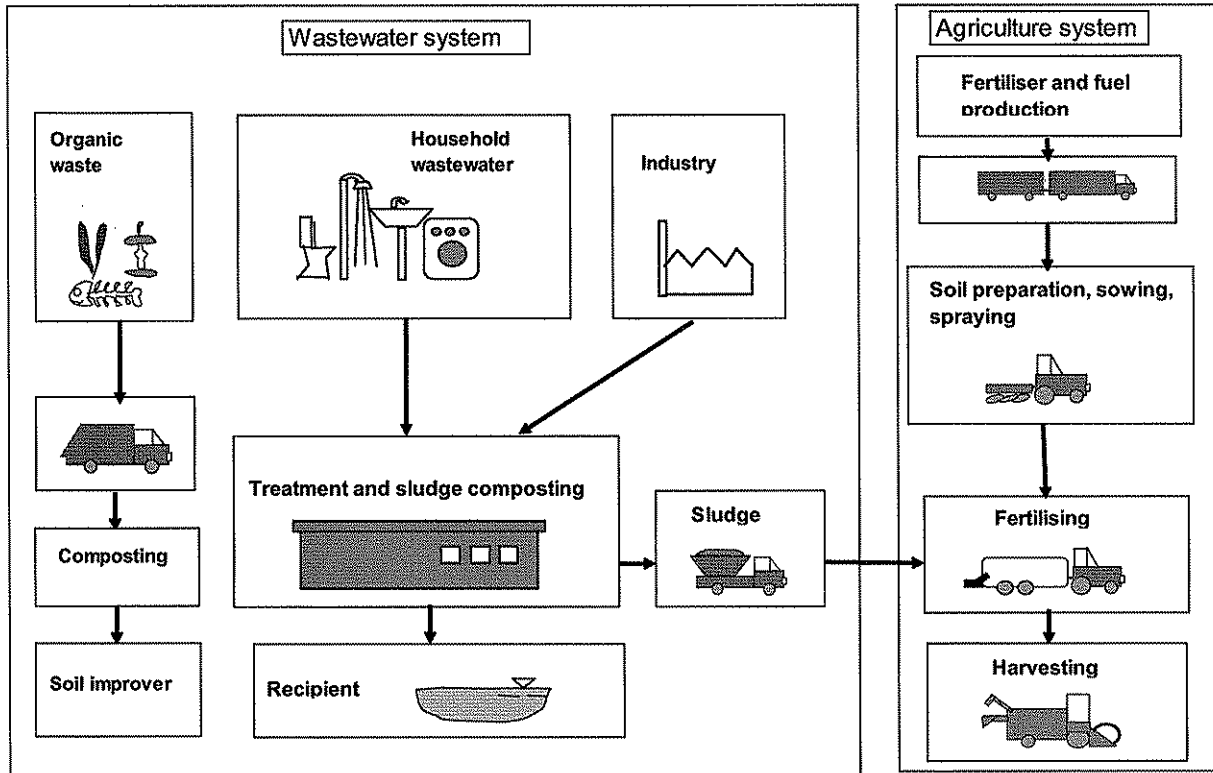 Wastewater system
Organic
waste
Household
wastewater
Industry
Treatment and sludge composting
Sludge
Composting
Soil improver
Recipient
Agriculture system
Fertiliser and fuel
production
Soil preparation, sowing,
spraying
Fertilising
Harvesting